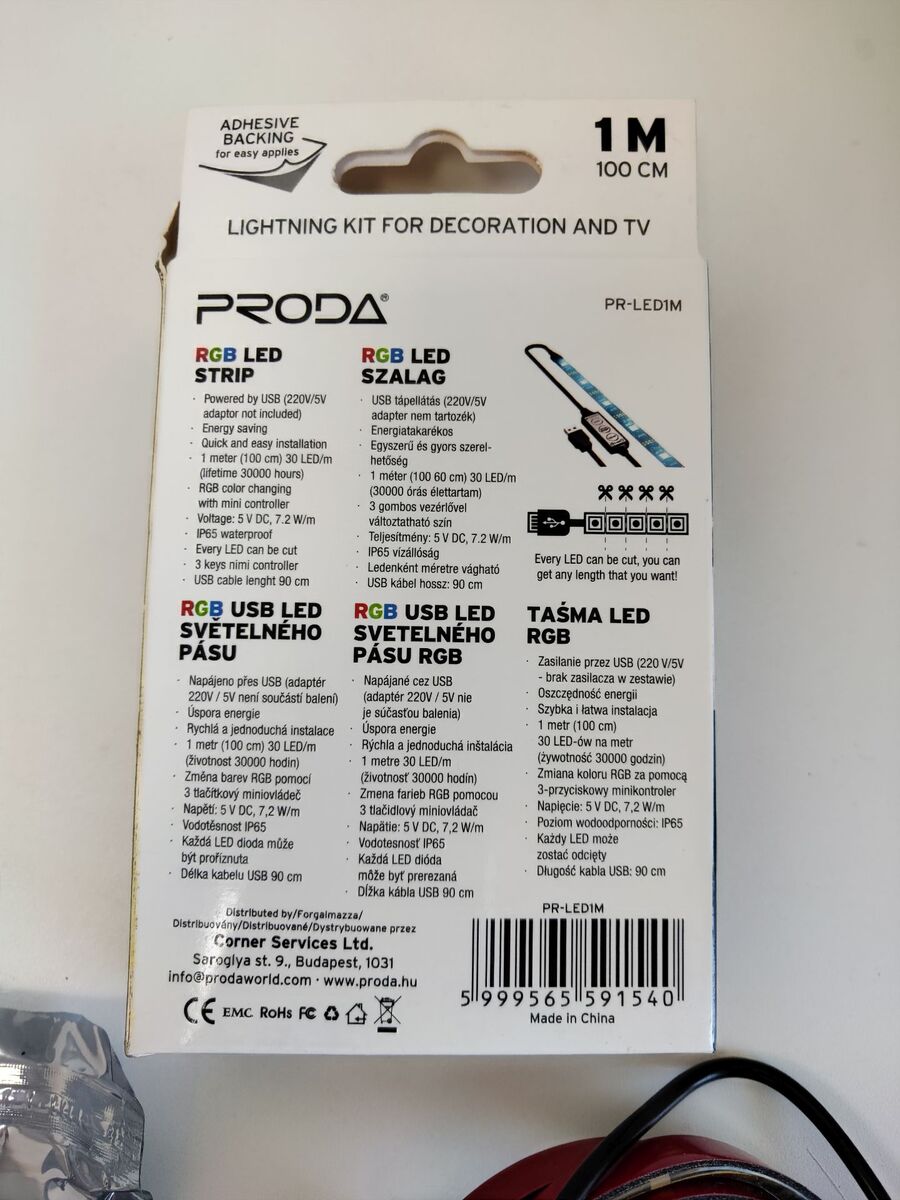 ADHESIVE
BACKING
for easy applies
1 M
100 CM
LIGHTNING KIT FOR DECORATION AND TV
PRODA®
PR-LED1M
RGB LED
STRIP
· Powered by USB (220V/5V
adaptor not included)
· Energy saving
· Quick and easy installation
· 1 meter (100 cm) 30 LED/m
(lifetime 30000 hours)
· RGB color changing
with mini controller
· Voltage: 5 V DC, 7.2 W/m
· IP65 waterproof
· Every LED can be cut
· 3 keys nimi controller
· USB cable lenght 90 cm
RGB LED
SZALAG
· USB tápellátás (220V/5V
adapter nem tartozék)
· Energiatakarékos
· Egyszerű és gyors szerel-
hetőség
· 1 méter (100 60 cm) 30 LED/m
(30000 órás élettartam)
· 3 gombos vezérlővel
változtatható szín
· Teljesítmény: 5 V DC, 7.2 W/m
· IP65 vízállóság
· Ledenként méretre vágható
· USB kábel hossz: 90 cm
Every LED can be cut, you can
get any length that you want!
RGB USB LED
SVĚTELNÉHO
PÁSU
· Napájeno přes USB (adaptér
220V / 5V není součástí balení)
· Úspora energie
· Rychlá a jednoduchá instalace
· 1 metr (100 cm) 30 LED/m
(životnost 30000 hodin)
· Změna barev RGB pomocí
3 tlačítkový miniovládeč
· Napětí: 5 V DC, 7,2 W/m
· Vodotěsnost IP65
· Každá LED dioda může
být proříznuta
· Délka kabelu USB 90 cm
RGB USB LED
SVETELNÉHO
PÁSU RGB
· Napájané cez USB
(adaptér 220V / 5V nie
je súčasťou balenia)
· Úspora energie
· Rýchla a jednoduchá inštalácia
· 1 metre 30 LED/m
(životnosť 30000 hodín)
· Zmena farieb RGB pomocou
3 tlačidlový miniovládač
· Napätie: 5 V DC, 7,2 W/m
· Vodotesnosť IP65
· Každá LED dióda
môže byť prerezaná
· Dĺžka kábla USB 90 cm
TAŚMA LED
RGB
· Zasilanie przez USB (220 V/5V
- brak zasilacza w zestawie)
· Oszczędność energii
· Szybka i łatwa instalacja
· 1 metr (100 cm)
30 LED-ów na metr
(żywotność 30000 godzin)
· Zmiana koloru RGB za pomocą
3-przyciskowy minikontroler
· Napięcie: 5 V DC, 7,2 W/m
· Poziom wodoodporności: IP65
· Każdy LED może
zostać odcięty
· Długość kabla USB: 90 cm
Distributed by/Forgalmazza/
Distribuovány/Distribuované/Dystrybuowane przez
Corner Services Ltd.
Saroglya st. 9., Budapest, 1031
info@prodaworld.com · www.proda.hu
CE EMC RoHS FC
PR-LED1M
5 999565 591540
Made in China